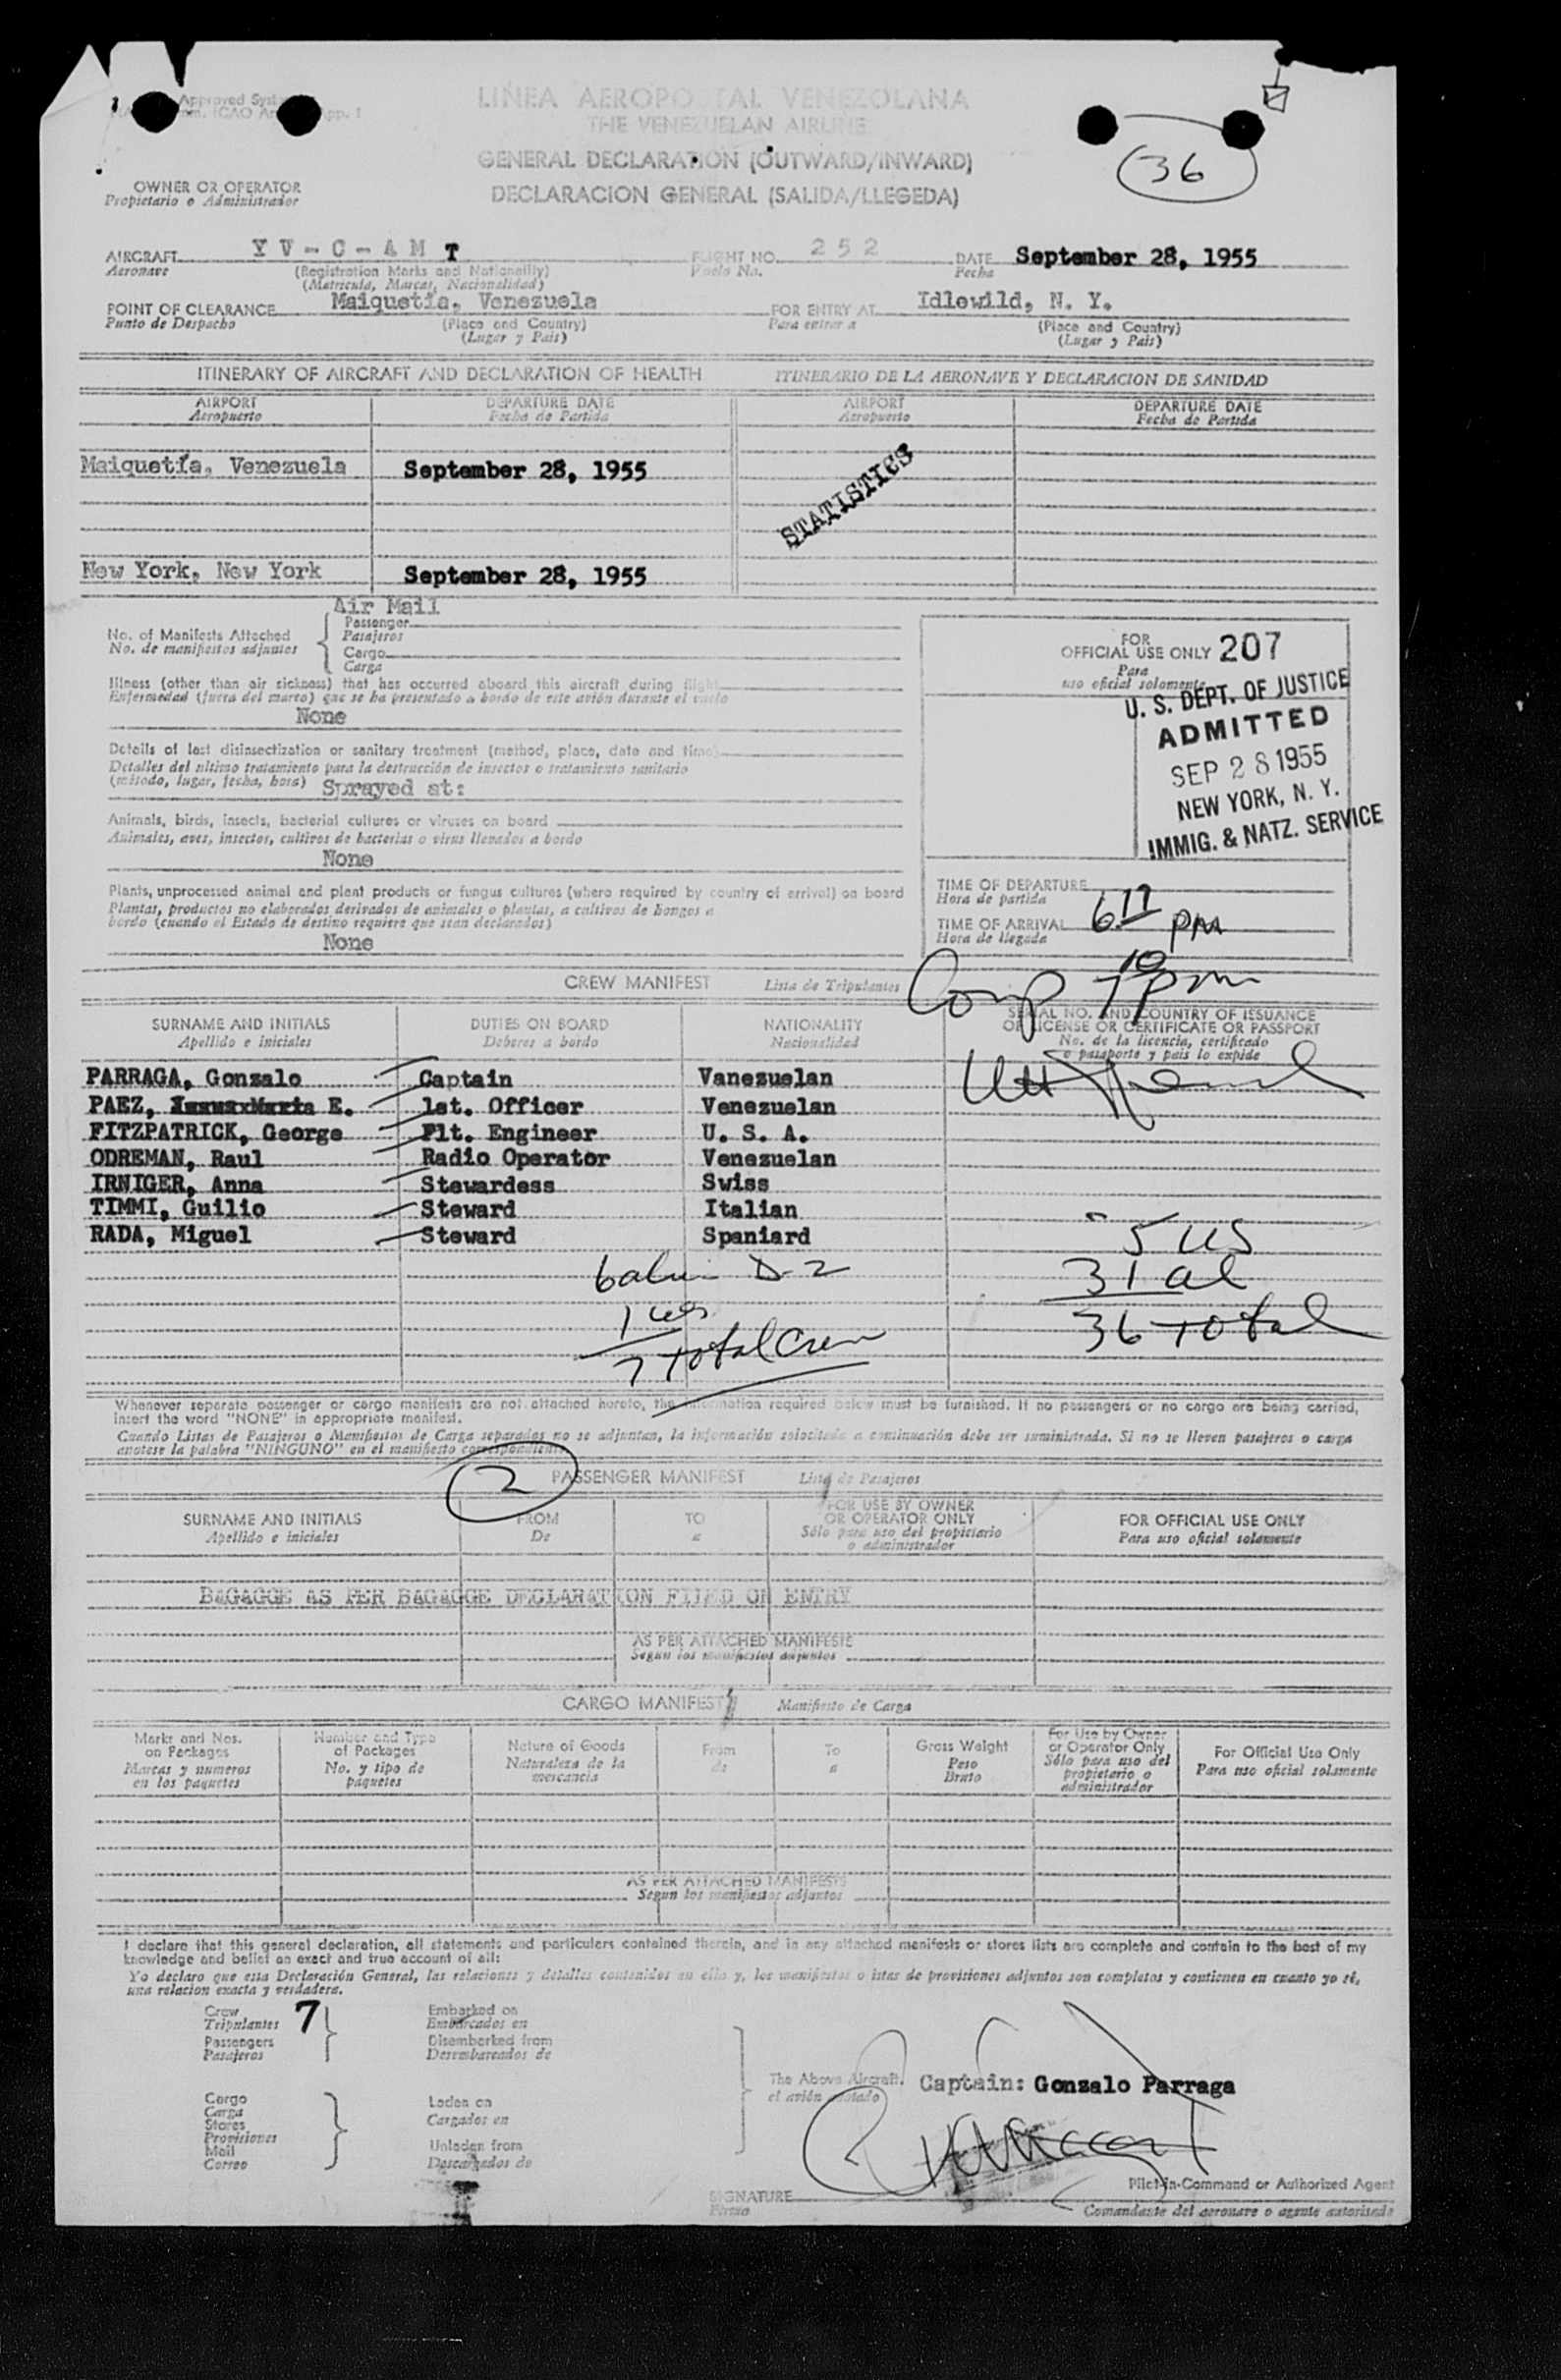 LINEA AEROPOSTAL VENEZOLANA
THE VENEZUELAN AIRLINE
GENERAL DECLARATION (OUTWARD/INWARD)
DECLARACION GENERAL (SALIDA/LLEGEDA)
36
OWNER OR OPERATOR
Propietario o Administrador
AIRCRAFT YV-C-AMT FLIGHT NO. 252 DATE September 28, 1955
Aeronave (Registration Marks and Nationality) Vuelo No. Fecha
(Matricula, Marcas, Nacionalidad)
POINT OF CLEARANCE Maiquetía, Venezuela FOR ENTRY AT Idlewild, N. Y.
Punto de Despacho (Place and Country) Para entrar a (Place and Country)
(Lugar y Pais) (Lugar y Pais)
ITINERARY OF AIRCRAFT AND DECLARATION OF HEALTH ITINERARIO DE LA AERONAVE Y DECLARACION DE SANIDAD
AIRPORT DEPARTURE DATE AIRPORT DEPARTURE DATE
Aeropuerto Fecha de Partida Aeropuerto Fecha de Partida
Maiquetía, Venezuela September 28, 1955
STATISTICS
New York, New York September 28, 1955
Air Mail
No. of Manifests Attached Passenger
No. de manifiestos adjuntos Pasajeros
Cargo
Carga
FOR
OFFICIAL USE ONLY 207
Para
uso oficial solamente
U. S. DEPT. OF JUSTICE
ADMITTED
SEP 28 1955
NEW YORK, N. Y.
IMMIG. & NATZ. SERVICE
Illness (other than air sickness) that has occurred aboard this aircraft during flight
Enfermedad (fuera del mareo) que se ha presentado a bordo de este avión durante el vuelo
None
Details of last disinsectization or sanitary treatment (method, place, date and time)
Detalles del ultimo tratamiento para la destrucción de insectos o tratamiento sanitario
(método, lugar, fecha, hora) Sprayed at:
Animals, birds, insects, bacterial cultures or viruses on board
Animales, aves, insectos, cultivos de bacterias o virus llevados a bordo
None
Plants, unprocessed animal and plant products or fungus cultures (where required by country of arrival) on board
Plantas, productos no elaborados derivados de animales o plantas, a cultivos de hongos a
bordo (cuando el Estado de destino requiere que sean declarados)
None
TIME OF DEPARTURE
Hora de partida
TIME OF ARRIVAL 6 17 PM
Hora de llegada
Comp 7 10 pm
CREW MANIFEST Lista de Tripulantes
SURNAME AND INITIALS DUTIES ON BOARD NATIONALITY SERIAL NO. AND COUNTRY OF ISSUANCE
Apellido e iniciales Deberes a bordo Nacionalidad OF LICENSE OR CERTIFICATE OR PASSPORT
No. de la licencia, certificado
o pasaporte y pais lo expide
PARRAGA, Gonzalo Captain Vanezuelan
PAEZ, E. 1st. Officer Venezuelan
FITZPATRICK, George Flt. Engineer U. S. A.
ODREMAN, Raul Radio Operator Venezuelan
IRNIGER, Anna Stewardess Swiss
TIMMI, Guilio Steward Italian
RADA, Miguel Steward Spaniard
5 US
6 D-2 31 al
1 36 total
7 total Crew
Whenever separate passenger or cargo manifests are not attached hereto, the information required below must be furnished. If no passengers or no cargo are being carried,
insert the word "NONE" in appropriate manifest.
Cuando Listas de Pasajeros o Manifiestos de Carga separados no se adjuntan, la información solocitada a continuación debe ser suministrada. Si no se lleven pasajeros o carga
anotese la palabra "NINGUNO" en el manifiesto correspondiente
2 PASSENGER MANIFEST Lista de Pasajeros
SURNAME AND INITIALS FROM TO FOR USE BY OWNER FOR OFFICIAL USE ONLY
Apellido e iniciales De a OR OPERATOR ONLY Para uso oficial solamente
Sólo para uso del propietario
o administrador
BAGAGGE AS PER BAGAGGE DECLARATION FILED ON ENTRY
AS PER ATTACHED MANIFESTS
Segun los manifiestos adjuntos
CARGO MANIFEST Manifiesto de Carga
Marks and Nos. Number and Type Nature of Goods From To Gross Weight For Use by Owner For Official Use Only
on Packages of Packages Naturaleza de la de a Peso or Operator Only Para uso oficial solamente
Marcas y numeros No. y tipo de mercancia Bruto Sólo para uso del
en los paquetes paquetes propietario o
administrador
AS PER ATTACHED MANIFESTS
Segun los manifiestos adjuntos
I declare that this general declaration, all statements and particulars contained therein, and in any attached manifests or stores lists are complete and contain to the best of my
knowledge and belief an exact and true account of all:
Yo declaro que esta Declaración General, las relaciones y detalles contenidos en ella y, los manifiestos o istas de provisiones adjuntos son completos y contienen en cuanto yo sé,
una relacion exacta y verdadera.
Crew 7 Embarked on
Tripulantes Embarcados en
Passengers Disembarked from
Pasajeros Desembarcados de
The Above Aircraft. Captain: Gonzalo Parraga
el avión anotado
Cargo Laden on
Carga Cargados en
Stores
Provisiones
Mail Unladen from
Correo Descargados de
Pilot-in-Command or Authorized Agent
SIGNATURE
Firma Comandante del aeronave o agente autorizado